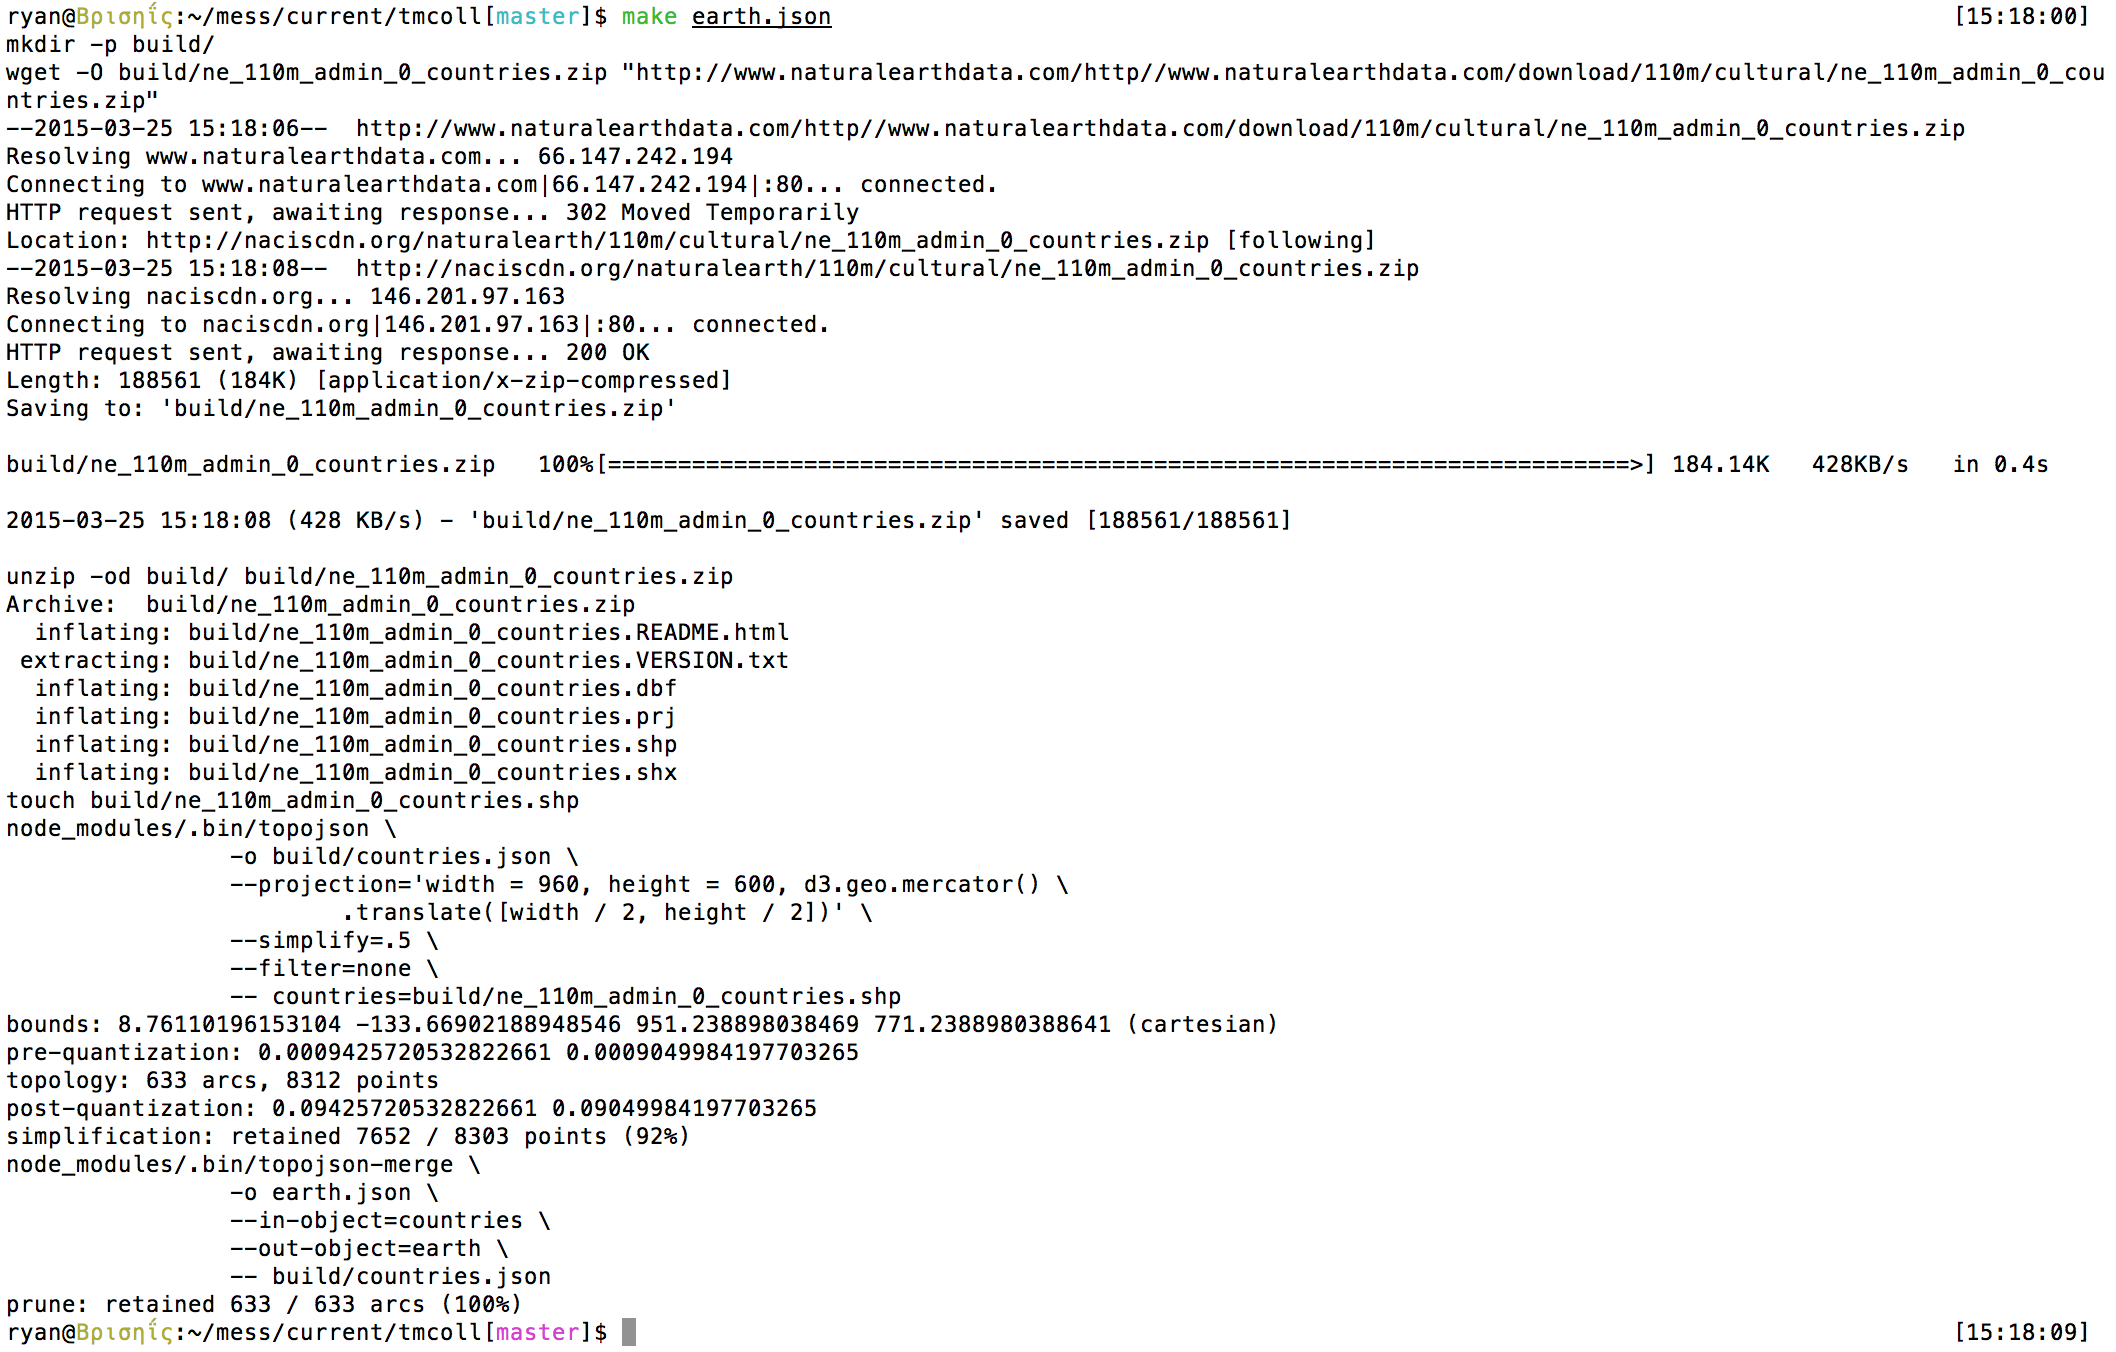 ryan@Βρισηΐς:~/mess/current/tmcoll[master]$ make earth.json [15:18:00]
mkdir -p build/
wget -O build/ne_110m_admin_0_countries.zip "http://www.naturalearthdata.com/http//www.naturalearthdata.com/download/110m/cultural/ne_110m_admin_0_cou
ntries.zip"
--2015-03-25 15:18:06--  http://www.naturalearthdata.com/http//www.naturalearthdata.com/download/110m/cultural/ne_110m_admin_0_countries.zip
Resolving www.naturalearthdata.com... 66.147.242.194
Connecting to www.naturalearthdata.com|66.147.242.194|:80... connected.
HTTP request sent, awaiting response... 302 Moved Temporarily
Location: http://naciscdn.org/naturalearth/110m/cultural/ne_110m_admin_0_countries.zip [following]
--2015-03-25 15:18:08--  http://naciscdn.org/naturalearth/110m/cultural/ne_110m_admin_0_countries.zip
Resolving naciscdn.org... 146.201.97.163
Connecting to naciscdn.org|146.201.97.163|:80... connected.
HTTP request sent, awaiting response... 200 OK
Length: 188561 (184K) [application/x-zip-compressed]
Saving to: 'build/ne_110m_admin_0_countries.zip'
build/ne_110m_admin_0_countries.zip   100%[=========================================================================>] 184.14K   428KB/s   in 0.4s
2015-03-25 15:18:08 (428 KB/s) - 'build/ne_110m_admin_0_countries.zip' saved [188561/188561]
unzip -od build/ build/ne_110m_admin_0_countries.zip
Archive:  build/ne_110m_admin_0_countries.zip
  inflating: build/ne_110m_admin_0_countries.README.html
 extracting: build/ne_110m_admin_0_countries.VERSION.txt
  inflating: build/ne_110m_admin_0_countries.dbf
  inflating: build/ne_110m_admin_0_countries.prj
  inflating: build/ne_110m_admin_0_countries.shp
  inflating: build/ne_110m_admin_0_countries.shx
touch build/ne_110m_admin_0_countries.shp
node_modules/.bin/topojson \
                -o build/countries.json \
                --projection='width = 960, height = 600, d3.geo.mercator() \
                        .translate([width / 2, height / 2])' \
                --simplify=.5 \
                --filter=none \
                -- countries=build/ne_110m_admin_0_countries.shp
bounds: 8.76110196153104 -133.66902188948546 951.238898038469 771.2388980388641 (cartesian)
pre-quantization: 0.0009425720532822661 0.0009049984197703265
topology: 633 arcs, 8312 points
post-quantization: 0.09425720532822661 0.09049984197703265
simplification: retained 7652 / 8303 points (92%)
node_modules/.bin/topojson-merge \
                -o earth.json \
                --in-object=countries \
                --out-object=earth \
                -- build/countries.json
prune: retained 633 / 633 arcs (100%)
ryan@Βρισηΐς:~/mess/current/tmcoll[master]$ [15:18:09]